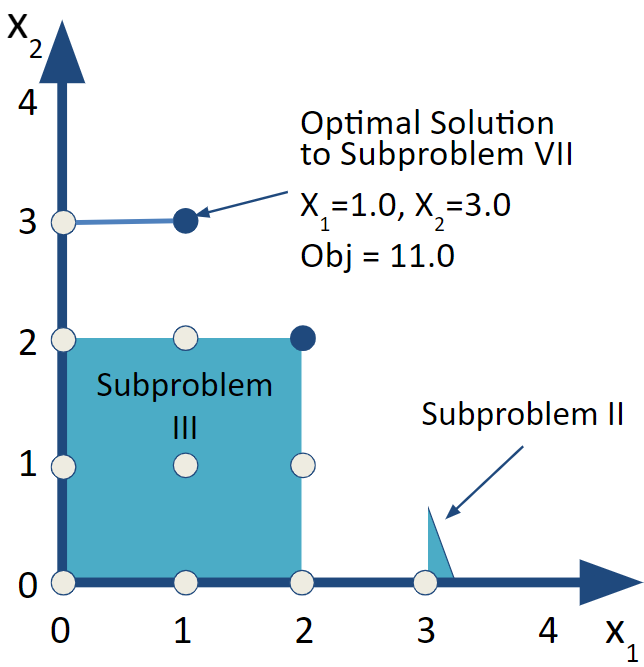 X₂
4
Optimal Solution
to Subproblem VII
3
X₁=1.0, X₂=3.0
Obj = 11.0
2
Subproblem
III
Subproblem II
1
0
0 1 2 3 4 X₁